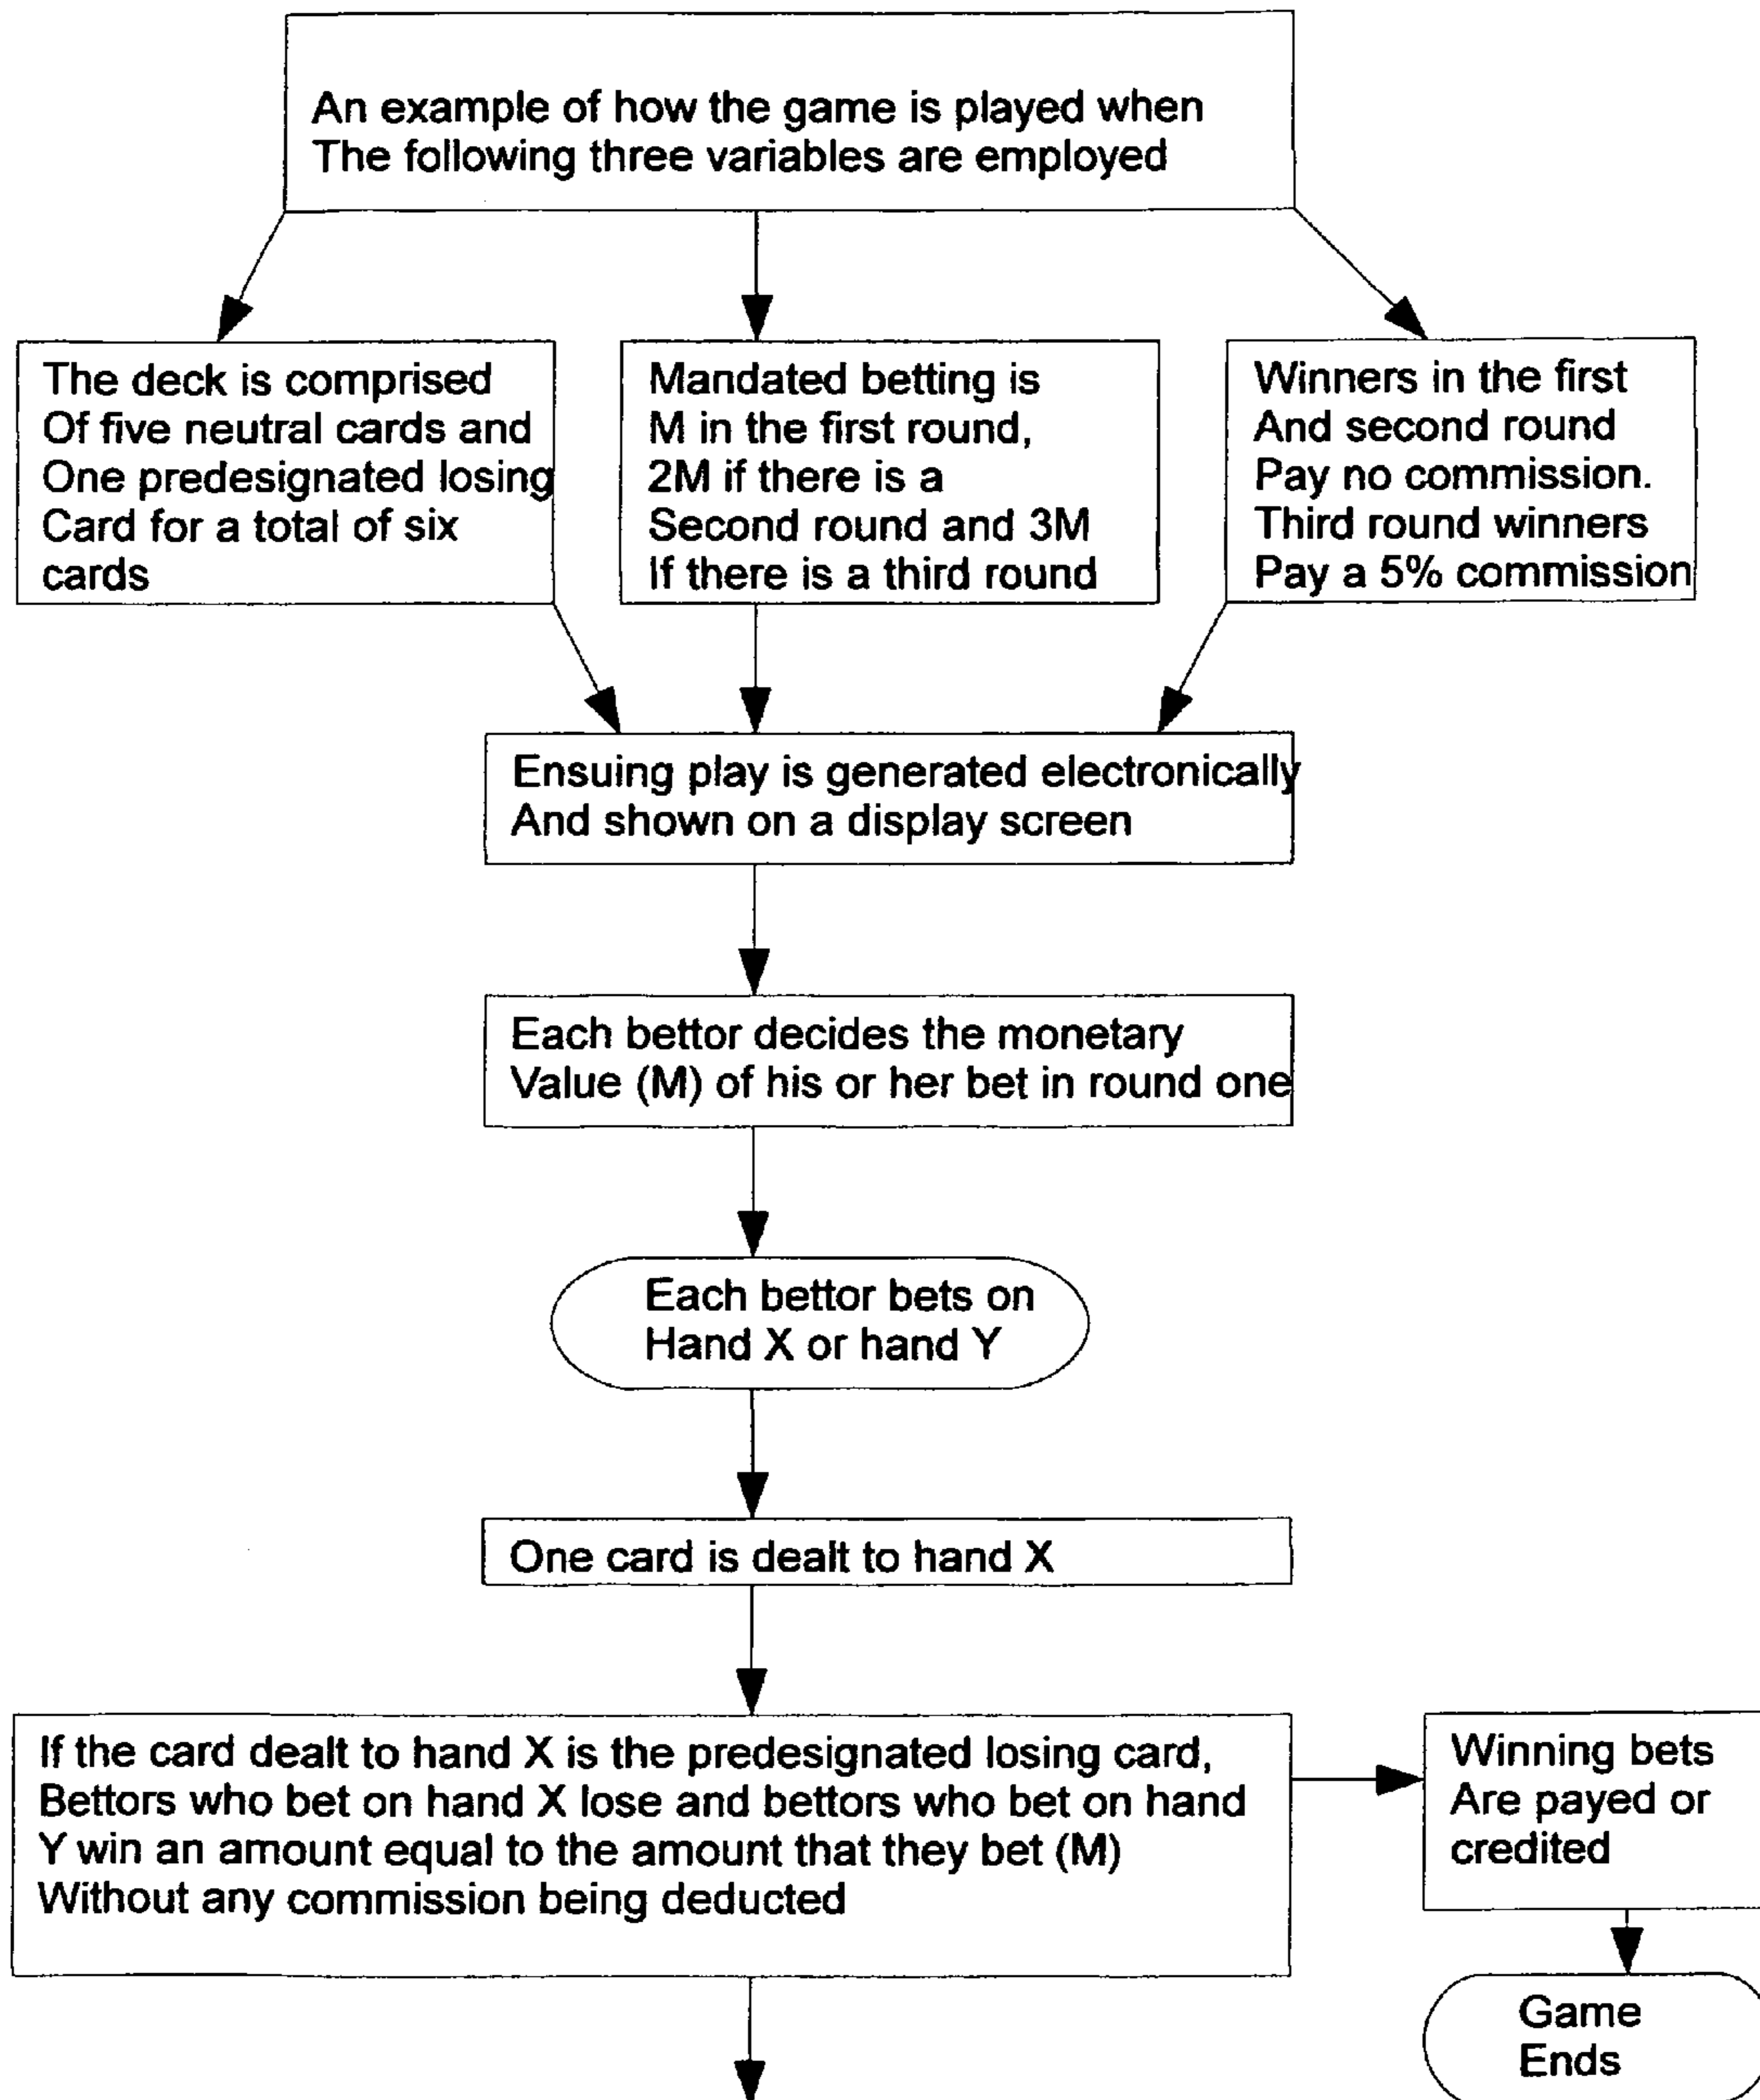 An example of how the game is played when
The following three variables are employed
The deck is comprised
Of five neutral cards and
One predesignated losing
Card for a total of six
cards
Mandated betting is
M in the first round,
2M if there is a
Second round and 3M
If there is a third round
Winners in the first
And second round
Pay no commission.
Third round winners
Pay a 5% commission
Ensuing play is generated electronically
And shown on a display screen
Each bettor decides the monetary
Value (M) of his or her bet in round one
Each bettor bets on
Hand X or hand Y
One card is dealt to hand X
If the card dealt to hand X is the predesignated losing card,
Bettors who bet on hand X lose and bettors who bet on hand
Y win an amount equal to the amount that they bet (M)
Without any commission being deducted
Winning bets
Are payed or
credited
Game
Ends